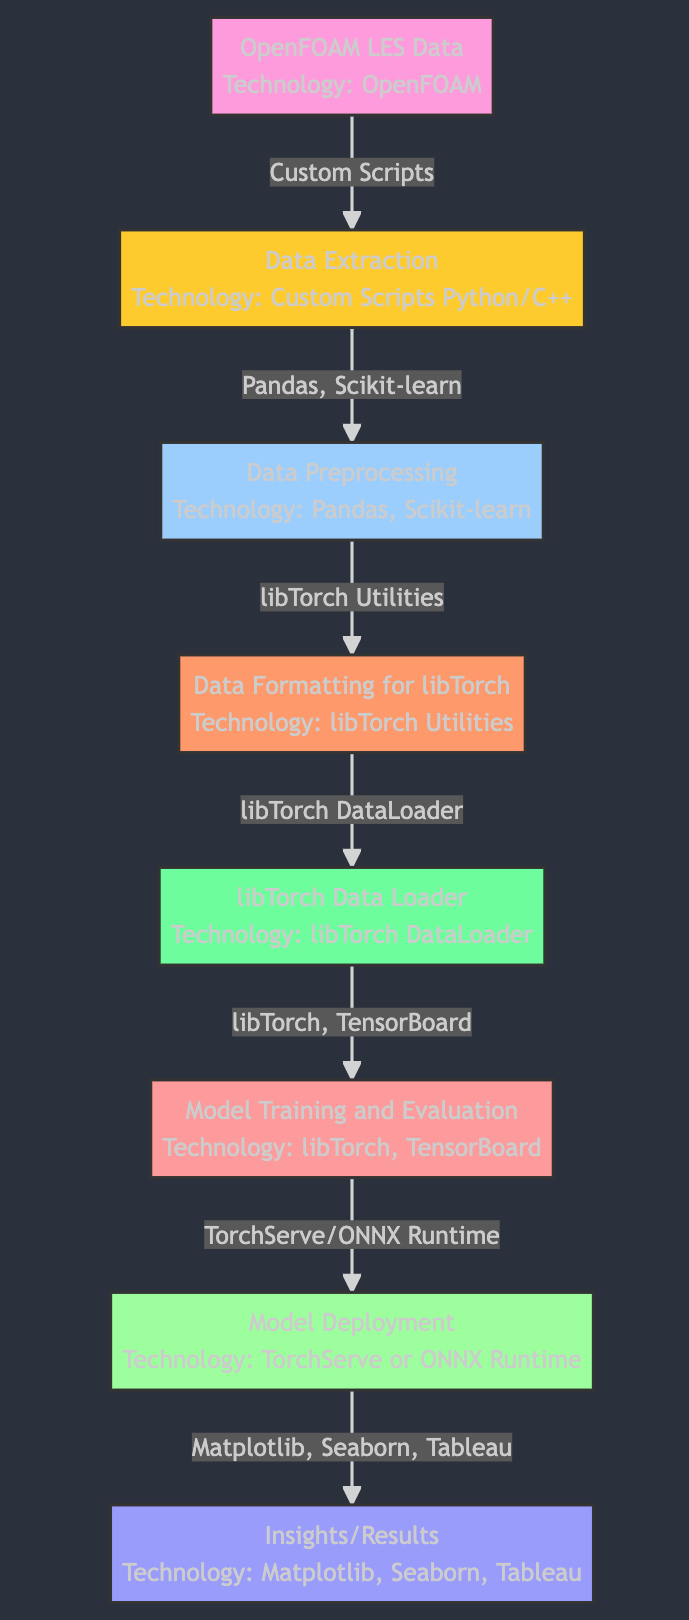 OpenFOAM LES Data
Technology: OpenFOAM
Custom Scripts
Data Extraction
Technology: Custom Scripts Python/C++
Pandas, Scikit-learn
Data Preprocessing
Technology: Pandas, Scikit-learn
libTorch Utilities
Data Formatting for libTorch
Technology: libTorch Utilities
libTorch DataLoader
libTorch Data Loader
Technology: libTorch DataLoader
libTorch, TensorBoard
Model Training and Evaluation
Technology: libTorch, TensorBoard
TorchServe/ONNX Runtime
Model Deployment
Technology: TorchServe or ONNX Runtime
Matplotlib, Seaborn, Tableau
Insights/Results
Technology: Matplotlib, Seaborn, Tableau